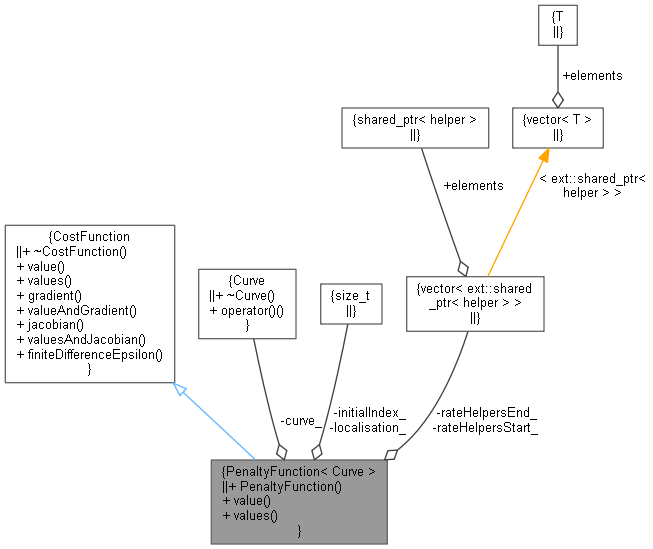 {T
||}
+elements
{shared_ptr< helper >
||}
{vector< T >
||}
+elements
< ext::shared_ptr<
helper > >
{CostFunction
||+ ~CostFunction()
+ value()
+ values()
+ gradient()
+ valueAndGradient()
+ jacobian()
+ valuesAndJacobian()
+ finiteDifferenceEpsilon()
}
{Curve
||+ ~Curve()
+ operator()()
}
{size_t
||}
{vector< ext::shared
_ptr< helper > >
||}
-curve_
-initialIndex_
-localisation_
-rateHelpersEnd_
-rateHelpersStart_
{PenaltyFunction< Curve >
||+ PenaltyFunction()
+ value()
+ values()
}